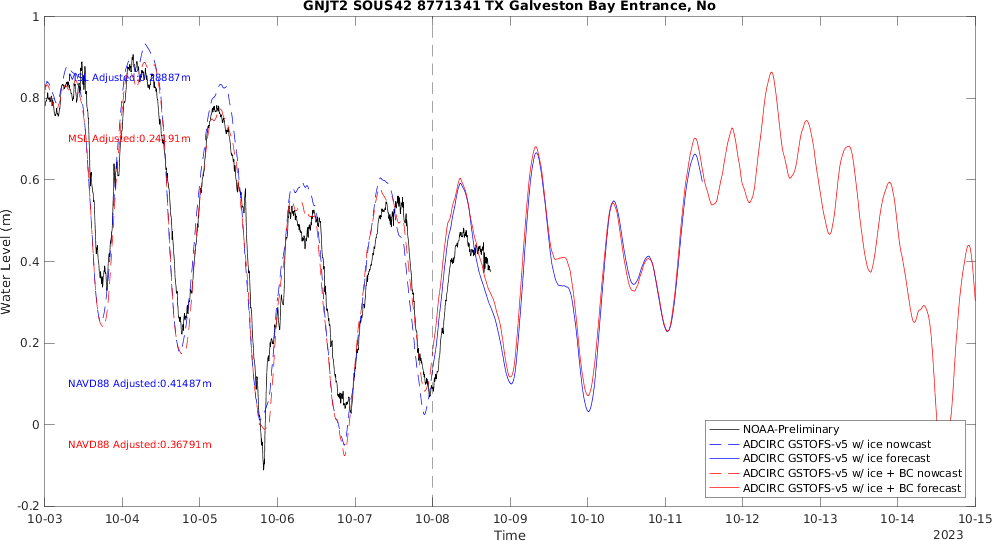 GNJT2 SOUS42 8771341 TX Galveston Bay Entrance, No
1
0.8
0.6
0.4
0.2
0
-0.2
Water Level (m)
MSL Adjusted:0.28887m
MSL Adjusted:0.24191m
NAVD88 Adjusted:0.41487m
NAVD88 Adjusted:0.36791m
NOAA-Preliminary
ADCIRC GSTOFS-v5 w/ ice nowcast
ADCIRC GSTOFS-v5 w/ ice forecast
ADCIRC GSTOFS-v5 w/ ice + BC nowcast
ADCIRC GSTOFS-v5 w/ ice + BC forecast
10-03 10-04 10-05 10-06 10-07 10-08 10-09 10-10 10-11 10-12 10-13 10-14 10-15
Time
2023